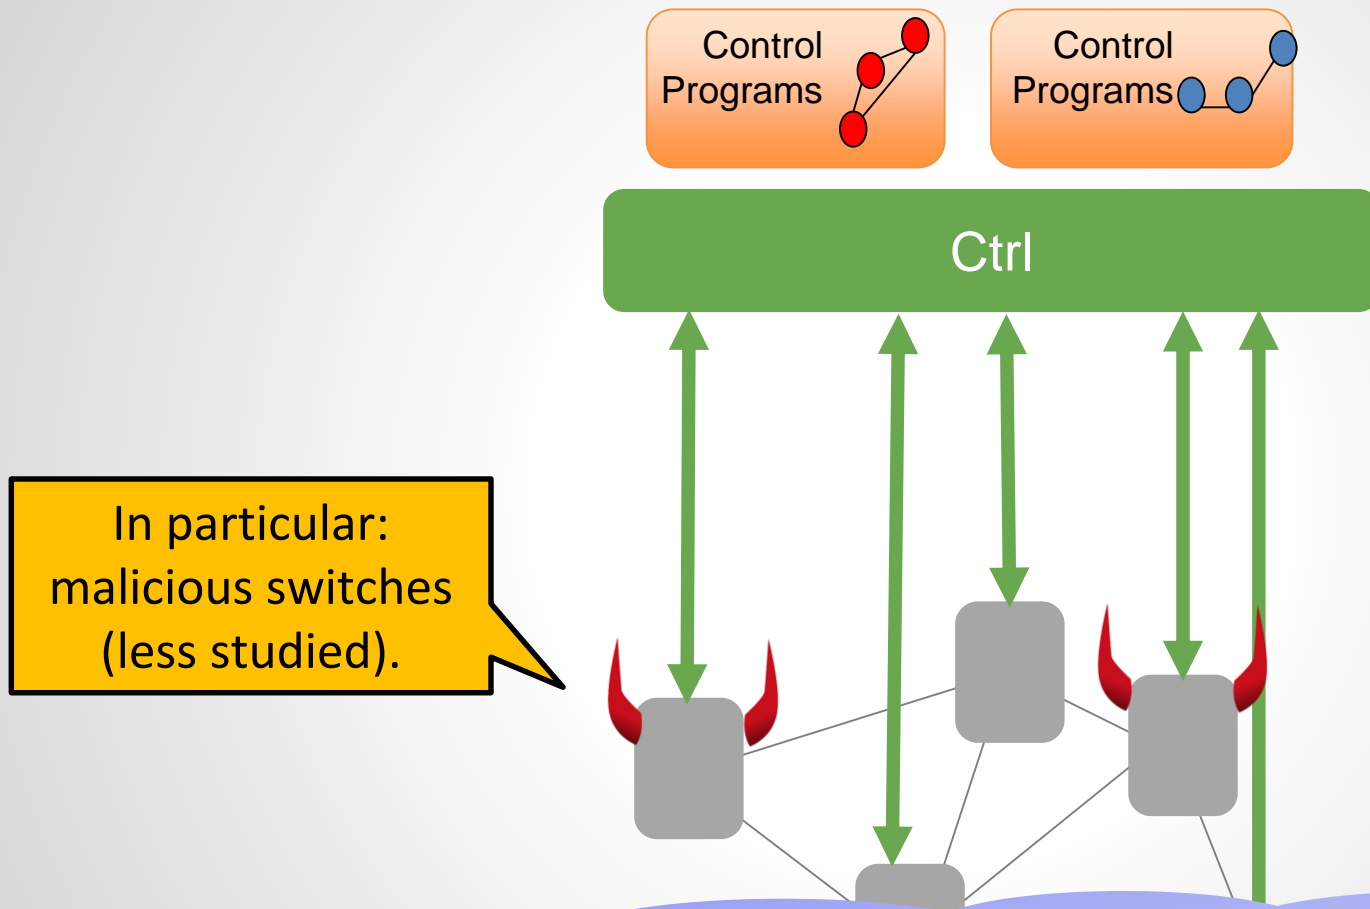 Control
Programs
Control
Programs
Ctrl
In particular:
malicious switches
(less studied).